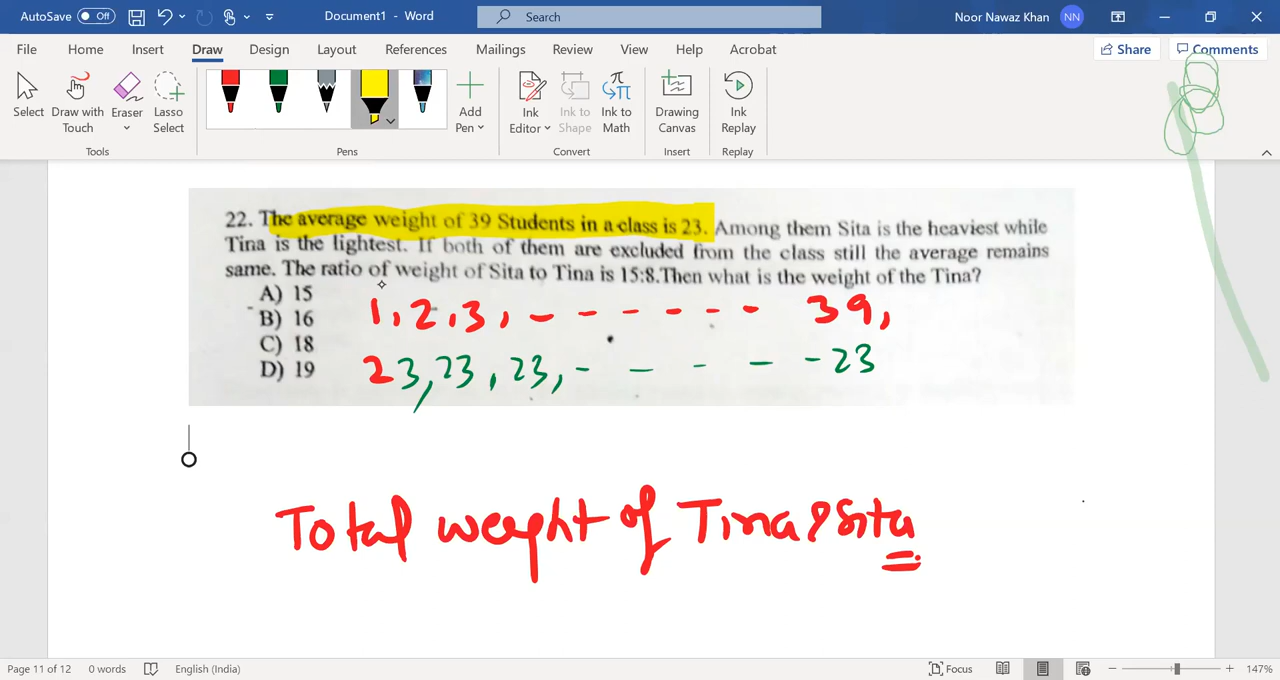 AutoSave Off Document1 - Word Search Noor Nawaz Khan NN
File Home Insert Draw Design Layout References Mailings Review View Help Acrobat Share Comments
Select Draw with Touch Eraser Lasso Select Add Pen Ink Editor Ink to Shape Ink to Math Drawing Canvas Ink Replay
Tools Pens Convert Insert Replay
22. The average weight of 39 Students in a class is 23. Among them Sita is the heaviest while
Tina is the lightest. If both of them are excluded from the class still the average remains
same. The ratio of weight of Sita to Tina is 15:8.Then what is the weight of the Tina?
A) 15
B) 16
C) 18
D) 19
1, 2, 3, - - - - - - - 39,
23, 23, 23, - - - - - 23
Total weight of Tina & Sita
Page 11 of 12 0 words English (India) Focus 147%